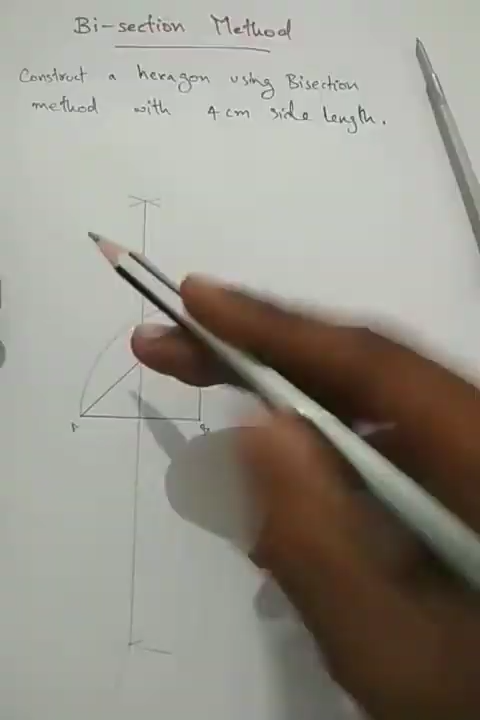 Bi-section Method
Construct a hexagon using Bisection
method with 4 cm side length.